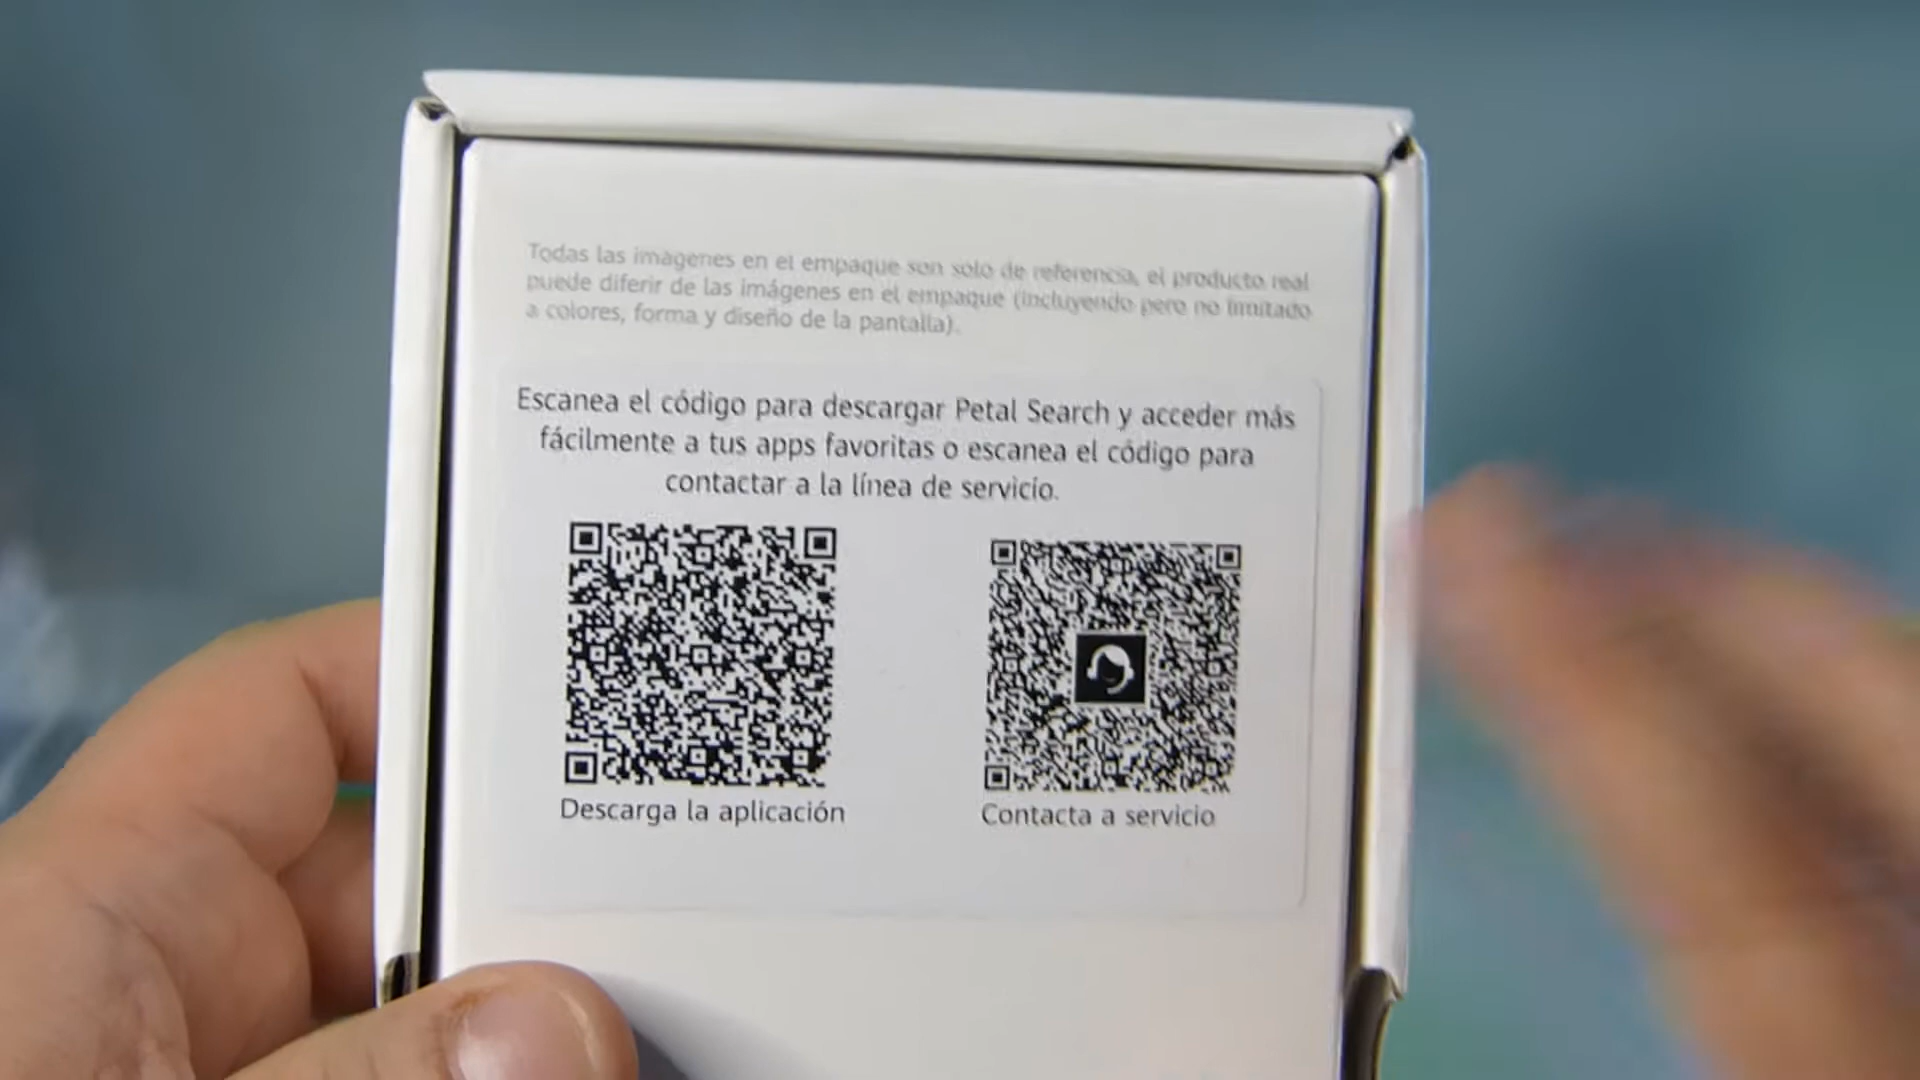 Todas las imágenes en el empaque son solo de referencia, el producto real
puede diferir de las imágenes en el empaque (incluyendo pero no limitado
a colores, forma y diseño de la pantalla).
Escanea el código para descargar Petal Search y acceder más
fácilmente a tus apps favoritas o escanea el código para
contactar a la línea de servicio.
Descarga la aplicación
Contacta a servicio